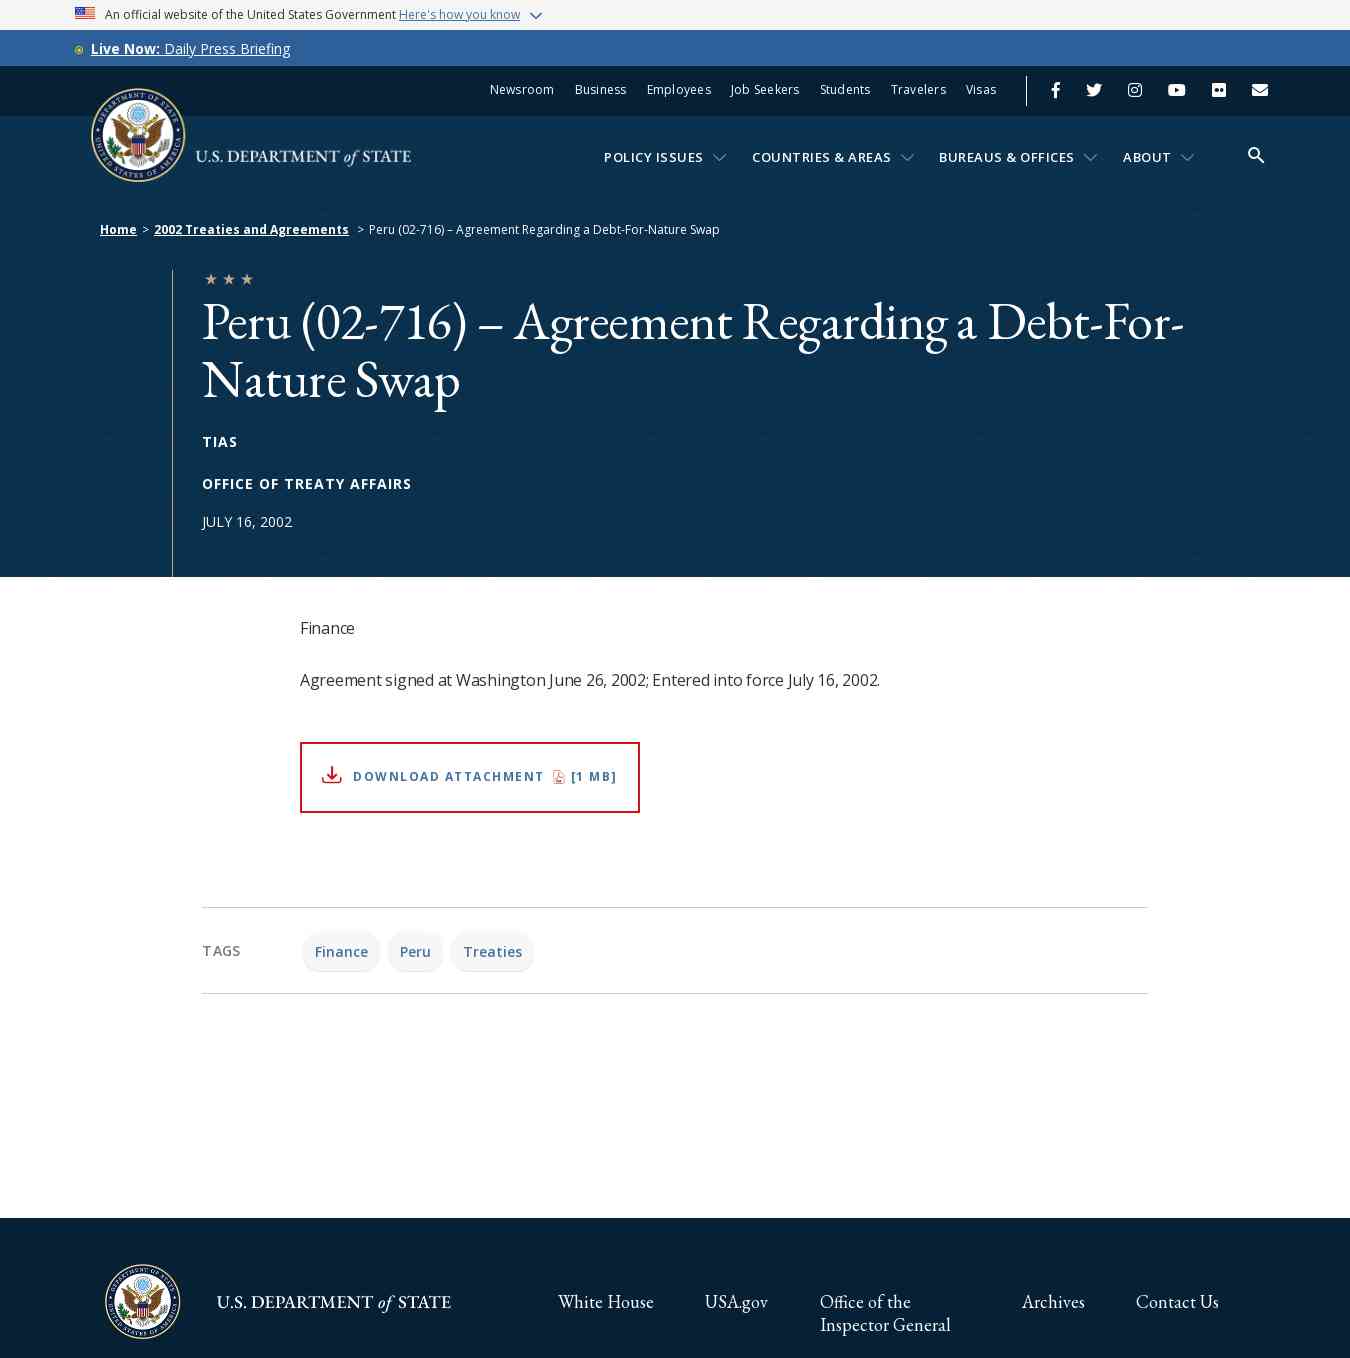 An official website of the United States Government Here's how you know
Live Now: Daily Press Briefing
Newsroom Business Employees Job Seekers Students Travelers Visas
U.S. DEPARTMENT of STATE
POLICY ISSUES COUNTRIES & AREAS BUREAUS & OFFICES ABOUT
Home > 2002 Treaties and Agreements > Peru (02-716) – Agreement Regarding a Debt-For-Nature Swap
Peru (02-716) – Agreement Regarding a Debt-For-
Nature Swap
TIAS
OFFICE OF TREATY AFFAIRS
JULY 16, 2002
Finance
Agreement signed at Washington June 26, 2002; Entered into force July 16, 2002.
DOWNLOAD ATTACHMENT [1 MB]
TAGS Finance Peru Treaties
U.S. DEPARTMENT of STATE
White House USA.gov Office of the Archives Contact Us
Inspector General